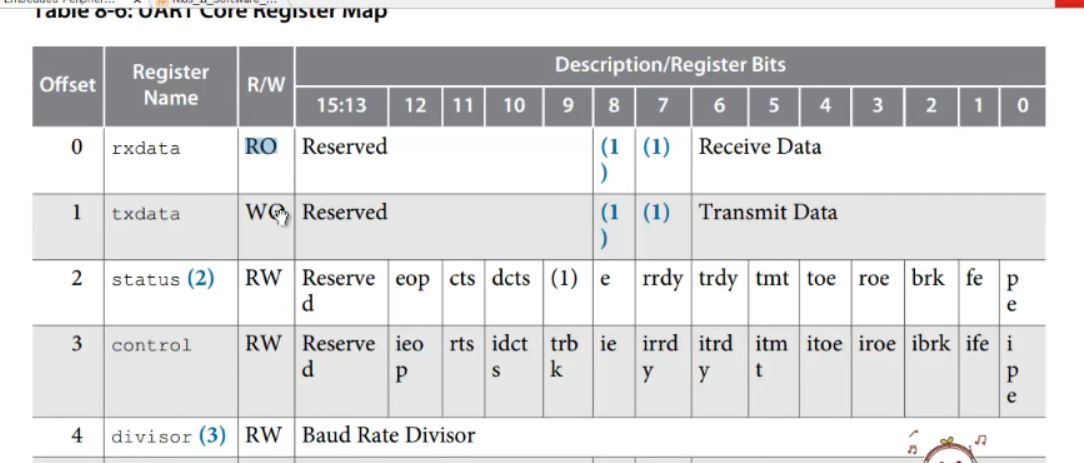 Table 8-6: UART Core Register Map
Offset Register Name R/W Description/Register Bits
15:13 12 11 10 9 8 7 6 5 4 3 2 1 0
0 rxdata RO Reserved (1) (1) Receive Data
1 txdata WO Reserved (1) (1) Transmit Data
2 status (2) RW Reserved eop cts dcts (1) e rrdy trdy tmt toe roe brk fe pe
3 control RW Reserved ieop rts idcts trbk ie irrdy itrdy itmt itoe iroe ibrk ife ipe
4 divisor (3) RW Baud Rate Divisor